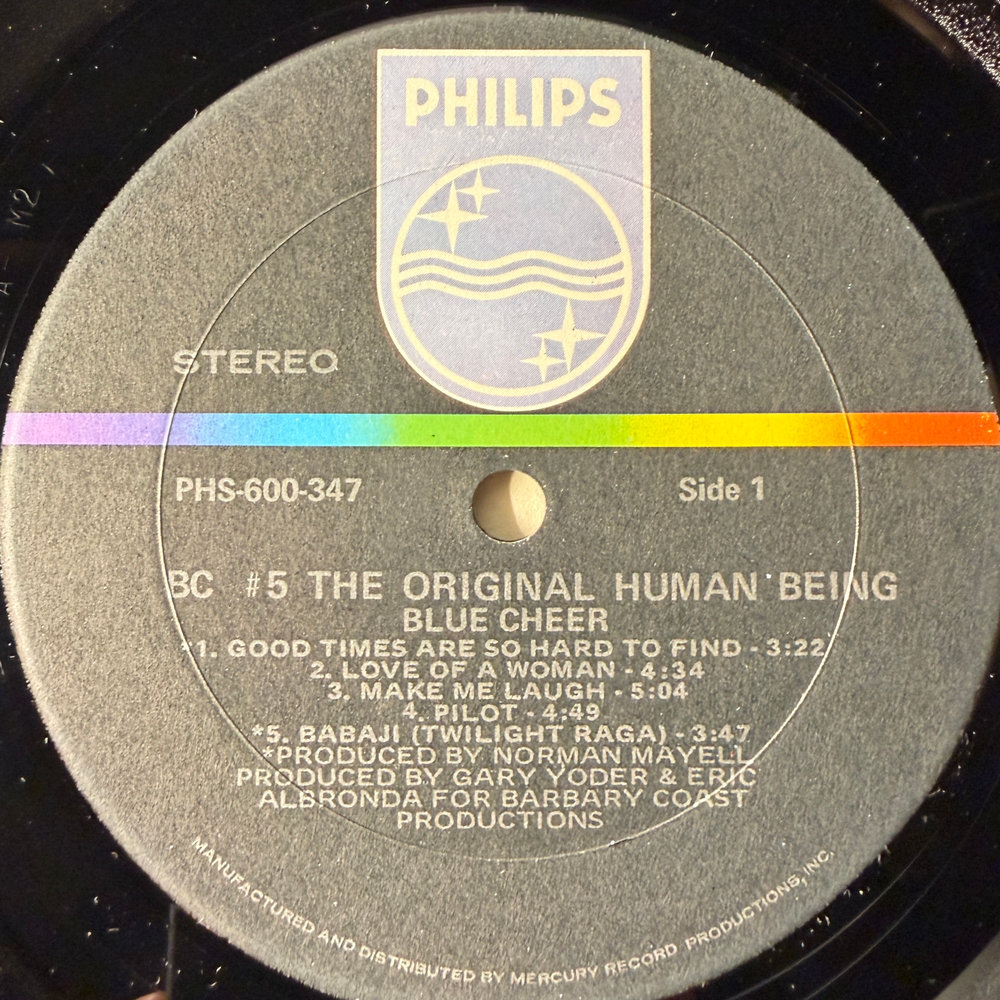 PHILIPS
STEREO
PHS-600-347
Side 1
BC #5 THE ORIGINAL HUMAN BEING
BLUE CHEER
*1. GOOD TIMES ARE SO HARD TO FIND - 3:22
2. LOVE OF A WOMAN - 4:34
3. MAKE ME LAUGH - 5:04
4. PILOT - 4:49
*5. BABAJI (TWILIGHT RAGA) - 3:47
*PRODUCED BY NORMAN MAYELL
PRODUCED BY GARY YODER & ERIC
ALBRONDA FOR BARBARY COAST
PRODUCTIONS
MANUFACTURED AND DISTRIBUTED BY MERCURY RECORD PRODUCTIONS, INC.
M2
A